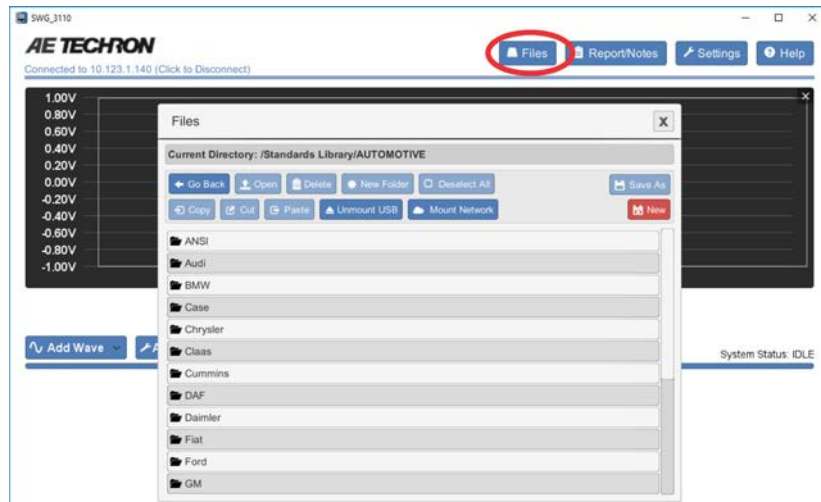 SWG_3110
AE TECHRON
Files Report/Notes Settings Help
Connected to 10.123.1.140 (Click to Disconnect)
1.00V
0.80V
0.60V
0.40V
0.20V
0.00V
-0.20V
-0.40V
-0.60V
-0.80V
-1.00V
Files X
Current Directory: /Standards Library/AUTOMOTIVE
Go Back Open Delete New Folder Deselect All Save As
Copy Cut Paste Unmount USB Mount Network New
ANSI
Audi
BMW
Case
Chrysler
Claas
Cummins
DAF
Daimler
Fiat
Ford
GM
Add Wave
System Status: IDLE